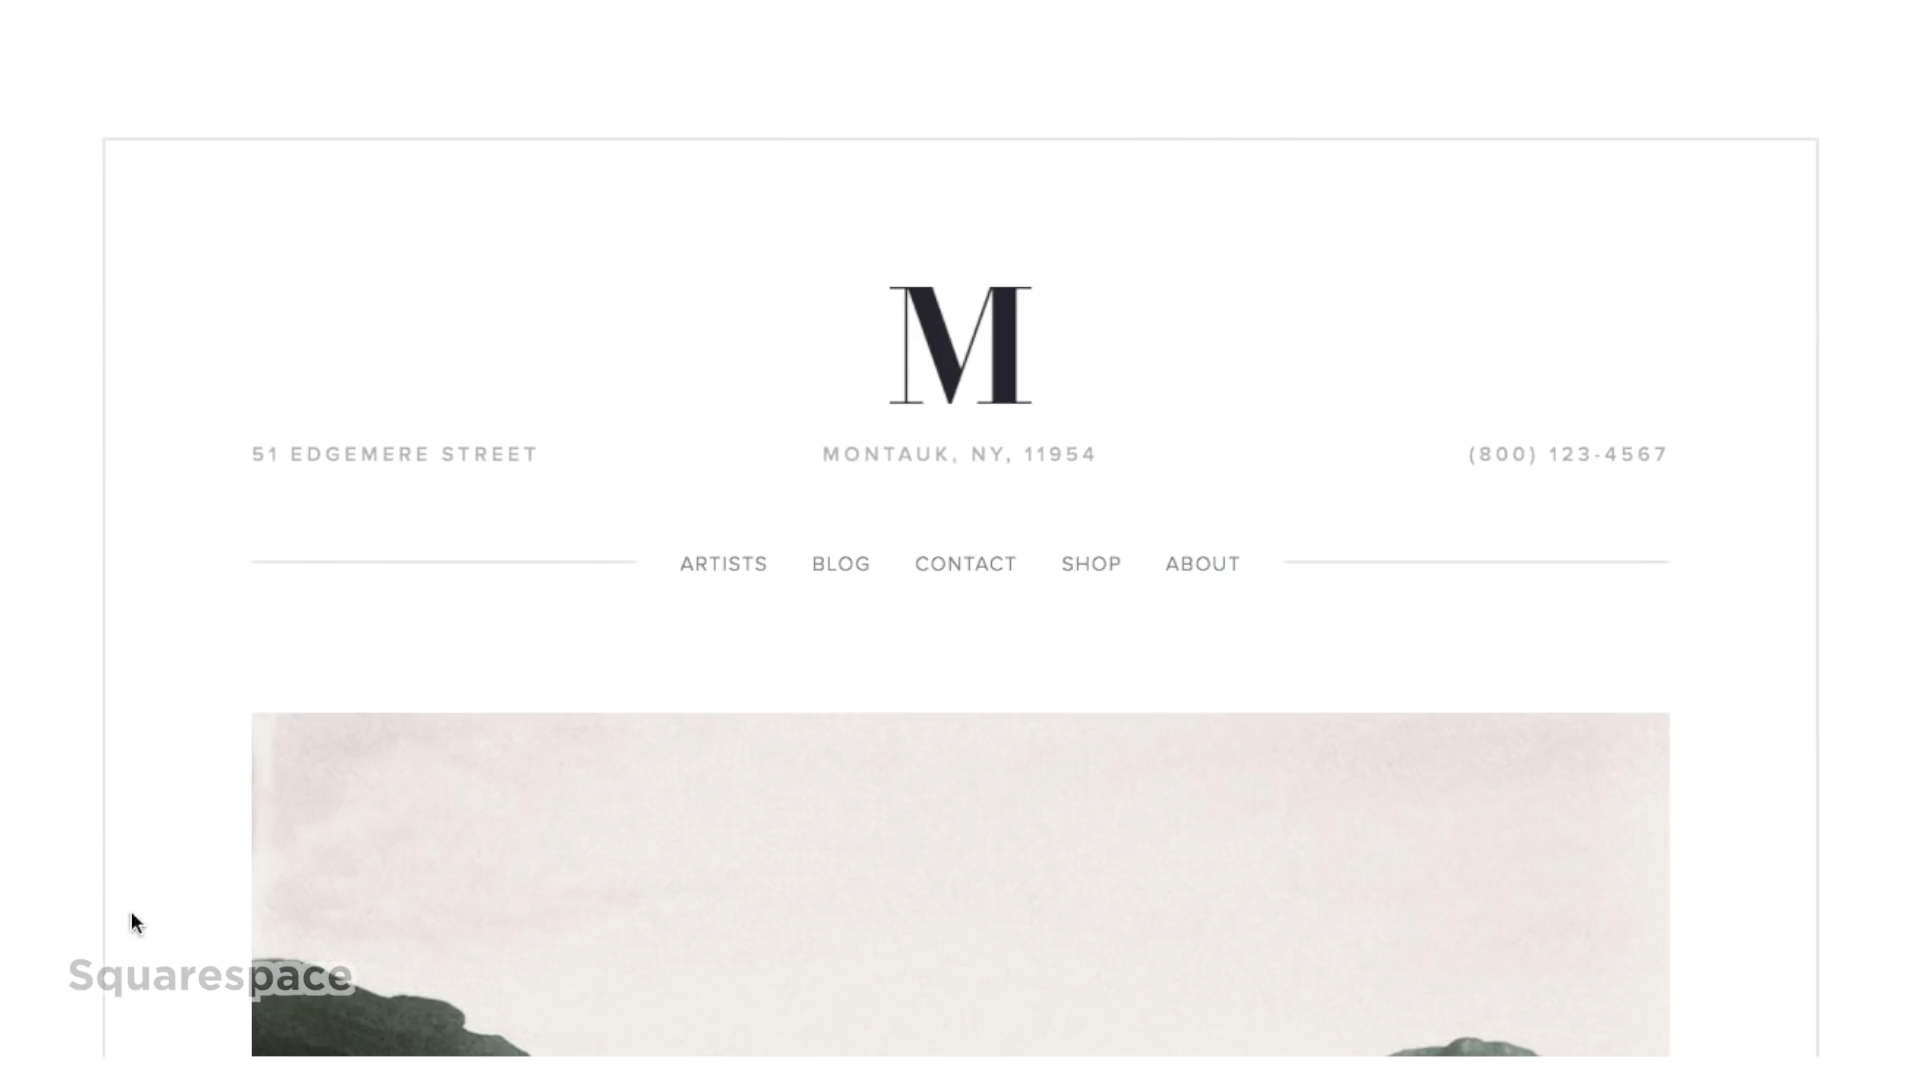 M
51 EDGEMERE STREET MONTAUK, NY, 11954 (800) 123-4567
ARTISTS BLOG CONTACT SHOP ABOUT
Squarespace